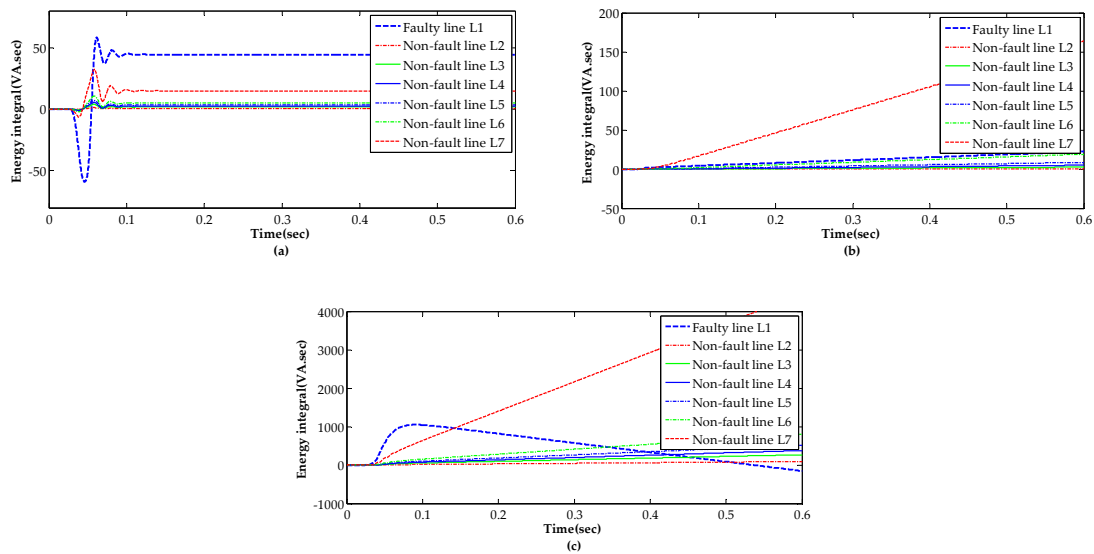 Energy integral(VA.sec)
50
0
-50
0
0.1
0.2
0.3
0.4
0.5
0.6
Time(sec)
(a)
Faulty line L1
Non-fault line L2
Non-fault line L3
Non-fault line L4
Non-fault line L5
Non-fault line L6
Non-fault line L7
Energy integral(VA.sec)
200
150
100
50
0
-50
0
0.1
0.2
0.3
0.4
0.5
0.6
Time(sec)
(b)
Faulty line L1
Non-fault line L2
Non-fault line L3
Non-fault line L4
Non-fault line L5
Non-fault line L6
Non-fault line L7
Energy integral(VA.sec)
4000
3000
2000
1000
0
-1000
0
0.1
0.2
0.3
0.4
0.5
0.6
Time(sec)
(c)
Faulty line L1
Non-fault line L2
Non-fault line L3
Non-fault line L4
Non-fault line L5
Non-fault line L6
Non-fault line L7